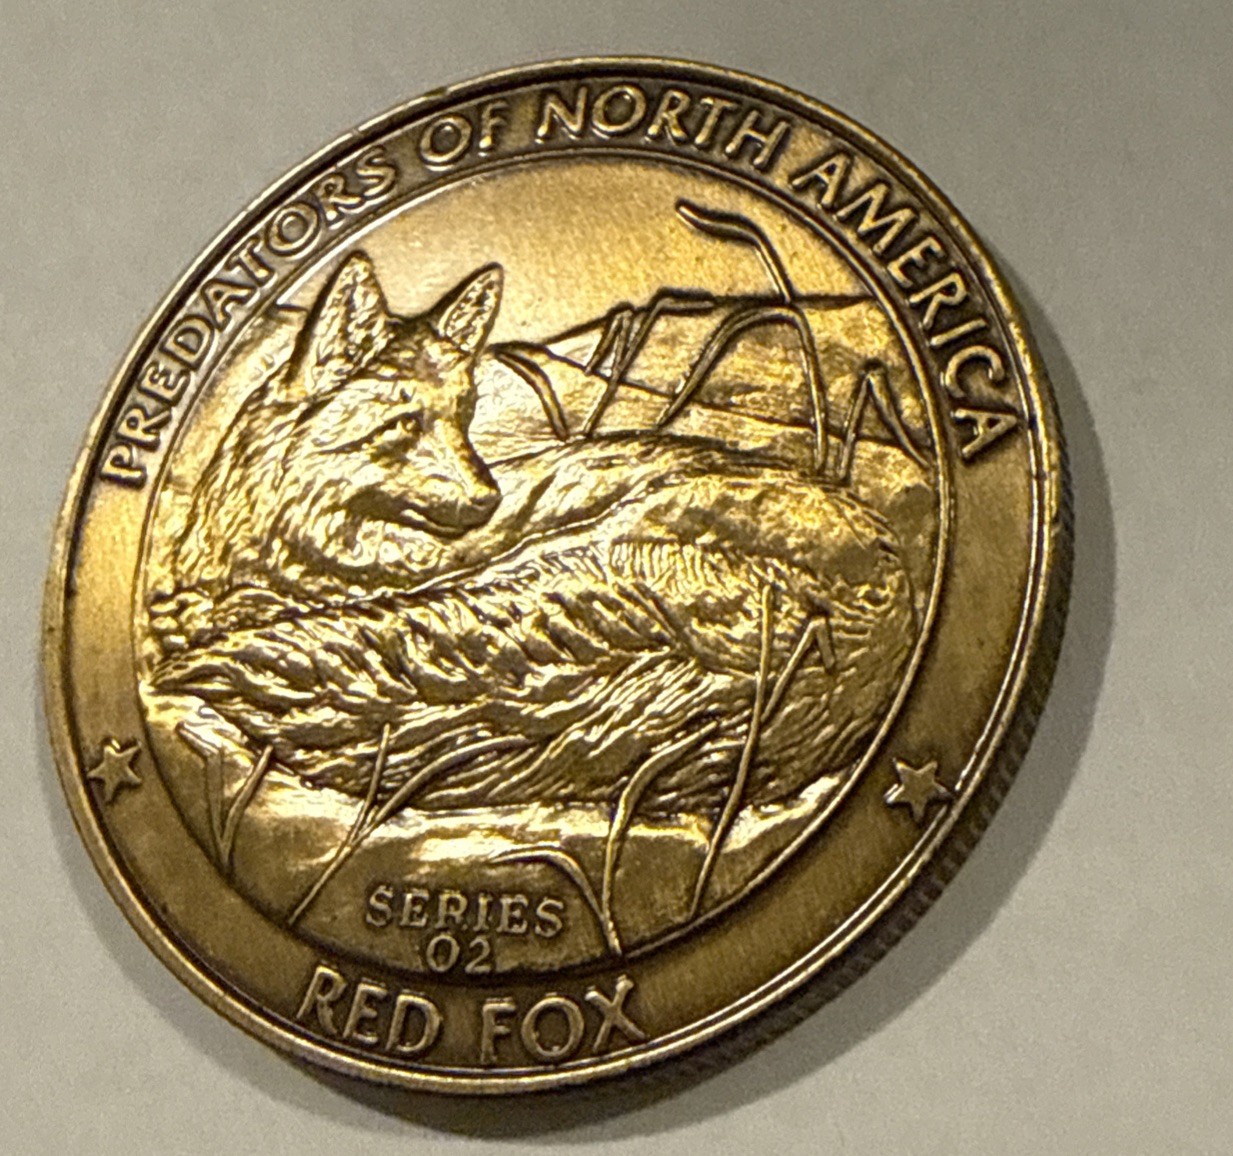 PREDATORS OF NORTH AMERICA
SERIES
02
RED FOX